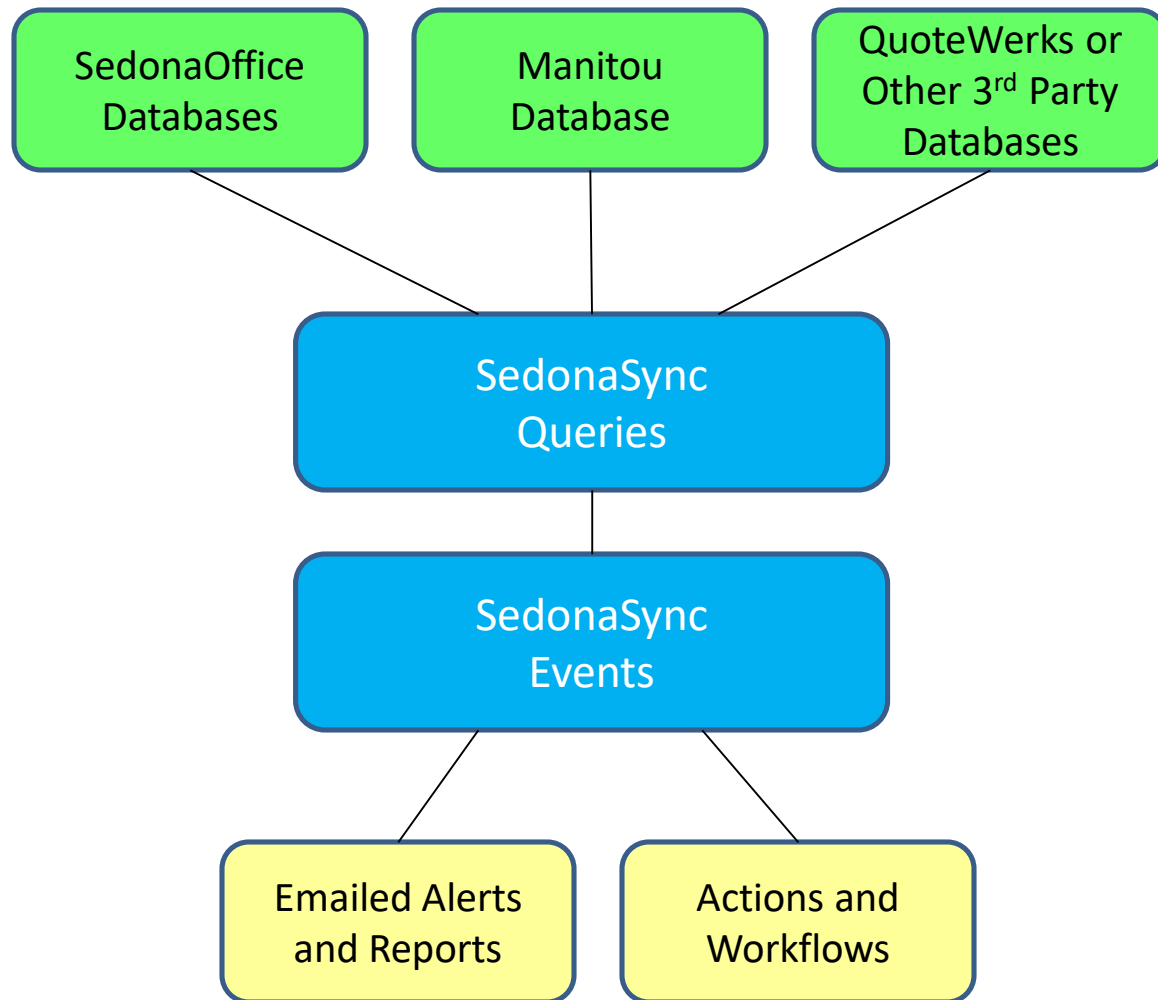 SedonaOffice
Databases
Manitou
Database
QuoteWerks or
Other 3rd Party
Databases
SedonaSync
Queries
SedonaSync
Events
Emailed Alerts
and Reports
Actions and
Workflows